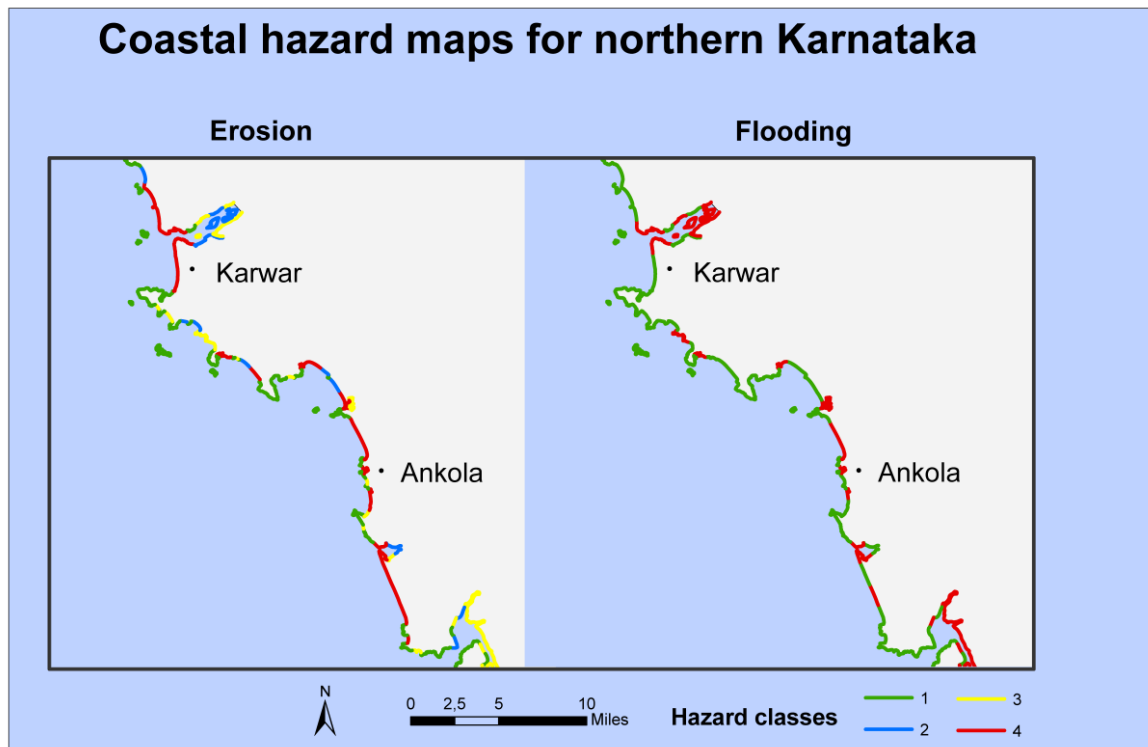 Coastal hazard maps for northern Karnataka
Erosion
Flooding
Karwar
Karwar
Ankola
Ankola
N
0 2,5 5 10
Miles
Hazard classes
1
3
2
4